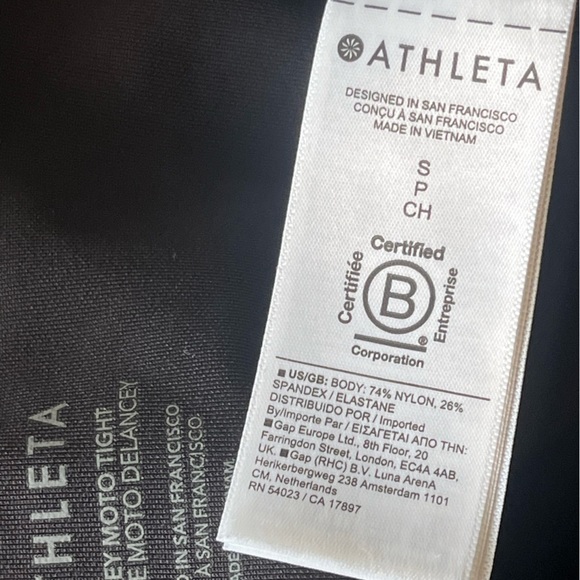 ATHLETA
DESIGNED IN SAN FRANCISCO
CONÇU À SAN FRANCISCO
MADE IN VIETNAM
S
P
CH
Certified
Certifiée
B
®
Entreprise
Corporation
■ US/GB: BODY: 74% NYLON, 26%
SPANDEX / ELASTANE
DISTRIBUIDO POR / Imported
By/Importe Par / ΕΙΣΑΓΕΤΑΙ ΑΠΟ ΤΗΝ:
■Gap Europe Ltd., 8th Floor, 20
Farringdon Street, London, EC4A 4AB,
UK. ■Gap (RHC) B.V. Luna ArenA
Herikerbergweg 238 Amsterdam 1101
CM, Netherlands
RN 54023 / CA 17897
HLETA
EY MOTO TIGHT
E MOTO DELANCEY
IN SAN FRANCISCO
À SAN FRANCISCO